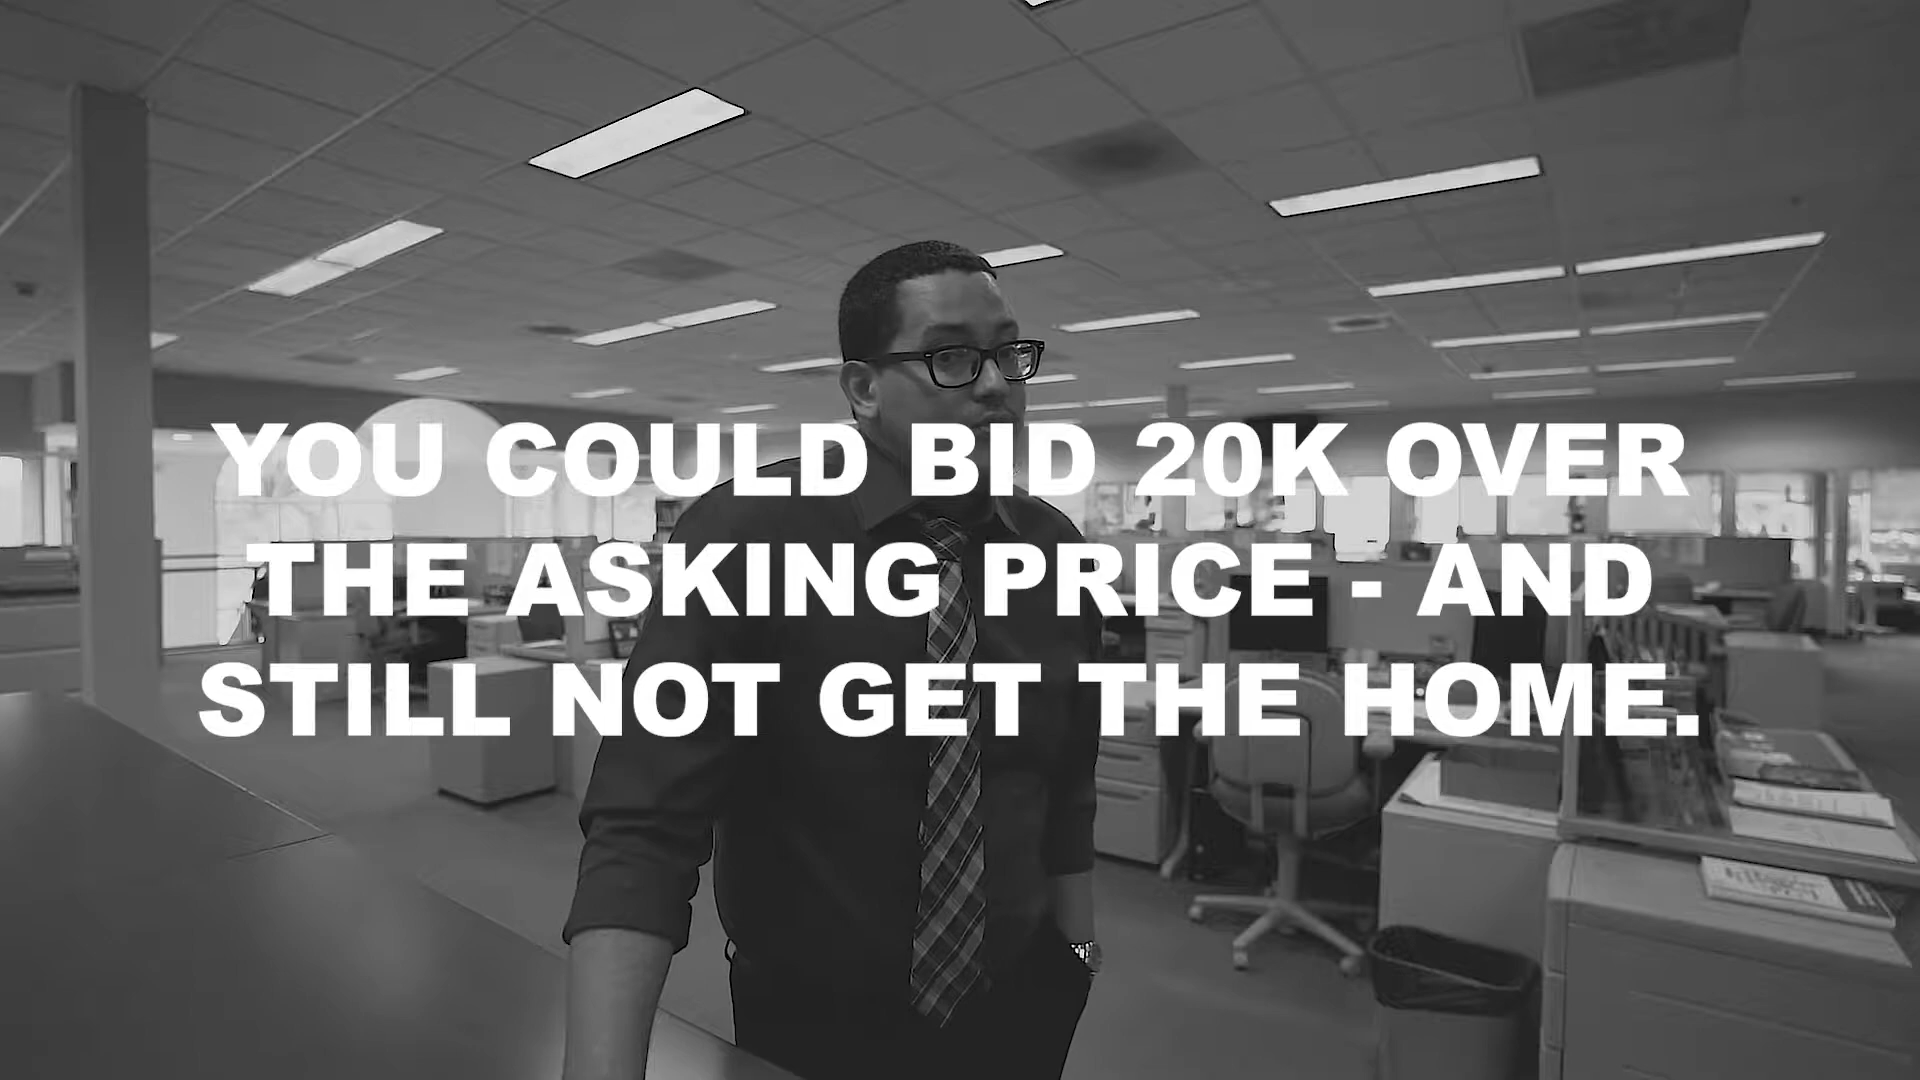 YOU COULD BID 20K OVER
THE ASKING PRICE - AND
STILL NOT GET THE HOME.